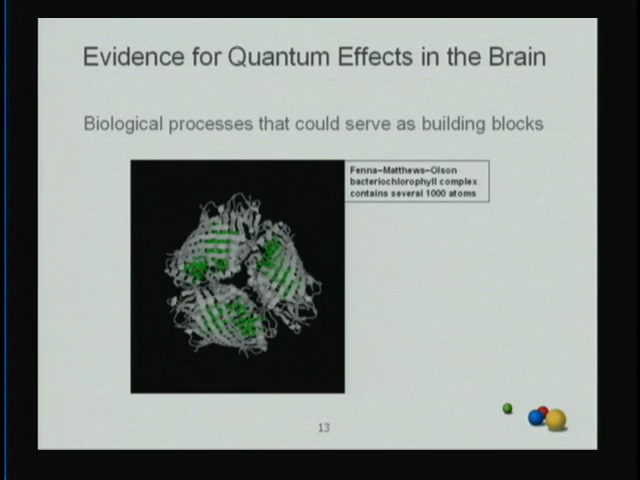 Evidence for Quantum Effects in the Brain
Biological processes that could serve as building blocks
Fenna-Matthews-Olson
bacteriochlorophyll complex
contains several 1000 atoms
13